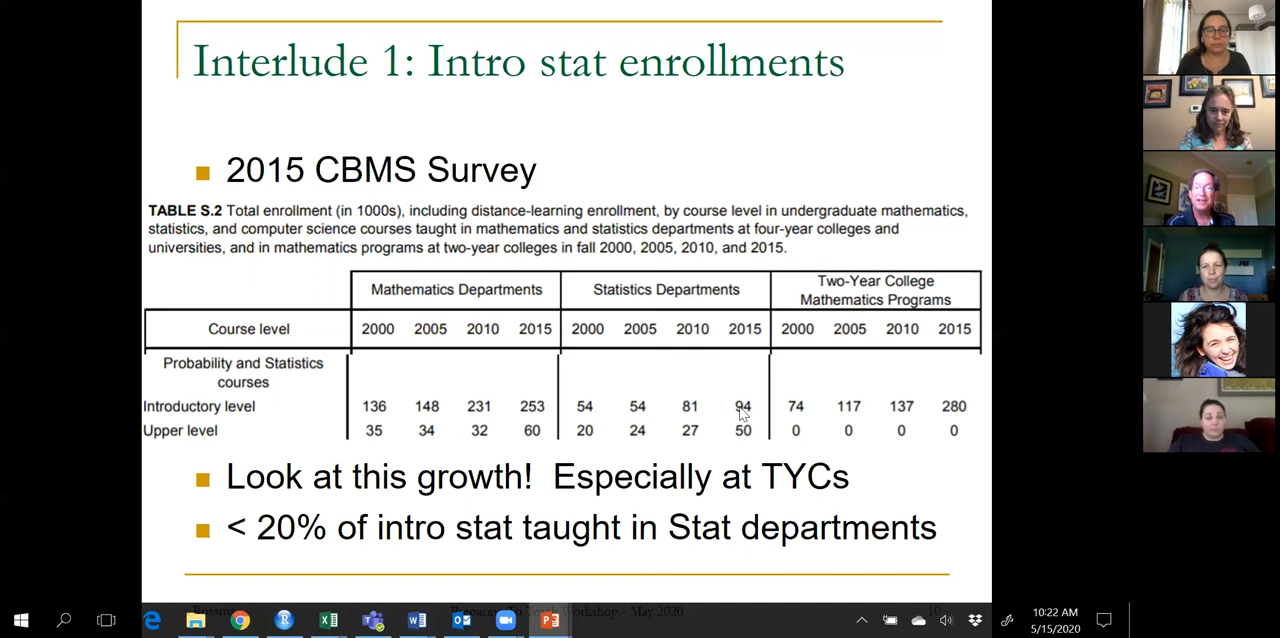 Interlude 1: Intro stat enrollments
2015 CBMS Survey
TABLE S.2 Total enrollment (in 1000s), including distance-learning enrollment, by course level in undergraduate mathematics,
statistics, and computer science courses taught in mathematics and statistics departments at four-year colleges and
universities, and in mathematics programs at two-year colleges in fall 2000, 2005, 2010, and 2015.
Mathematics Departments Statistics Departments Two-Year College
Mathematics Programs
Course level 2000 2005 2010 2015 2000 2005 2010 2015 2000 2005 2010 2015
Probability and Statistics
courses
Introductory level 136 148 231 253 54 54 81 94 74 117 137 280
Upper level 35 34 32 60 20 24 27 50 0 0 0 0
Look at this growth! Especially at TYCs
< 20% of intro stat taught in Stat departments
Preparing To Teach Workshop - May 2020
10:22 AM
5/15/2020